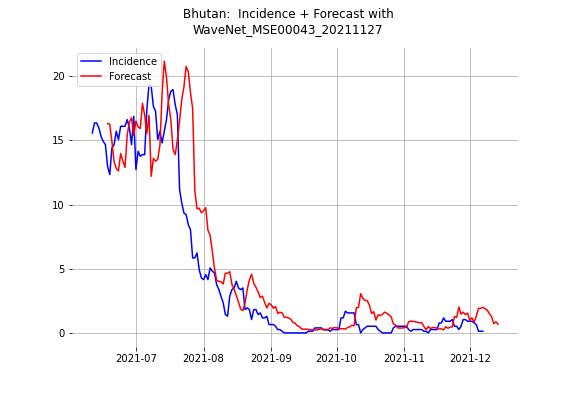 Bhutan:  Incidence + Forecast with
WaveNet_MSE00043_20211127
Incidence
Forecast
20
15
10
5
0
2021-07 2021-08 2021-09 2021-10 2021-11 2021-12